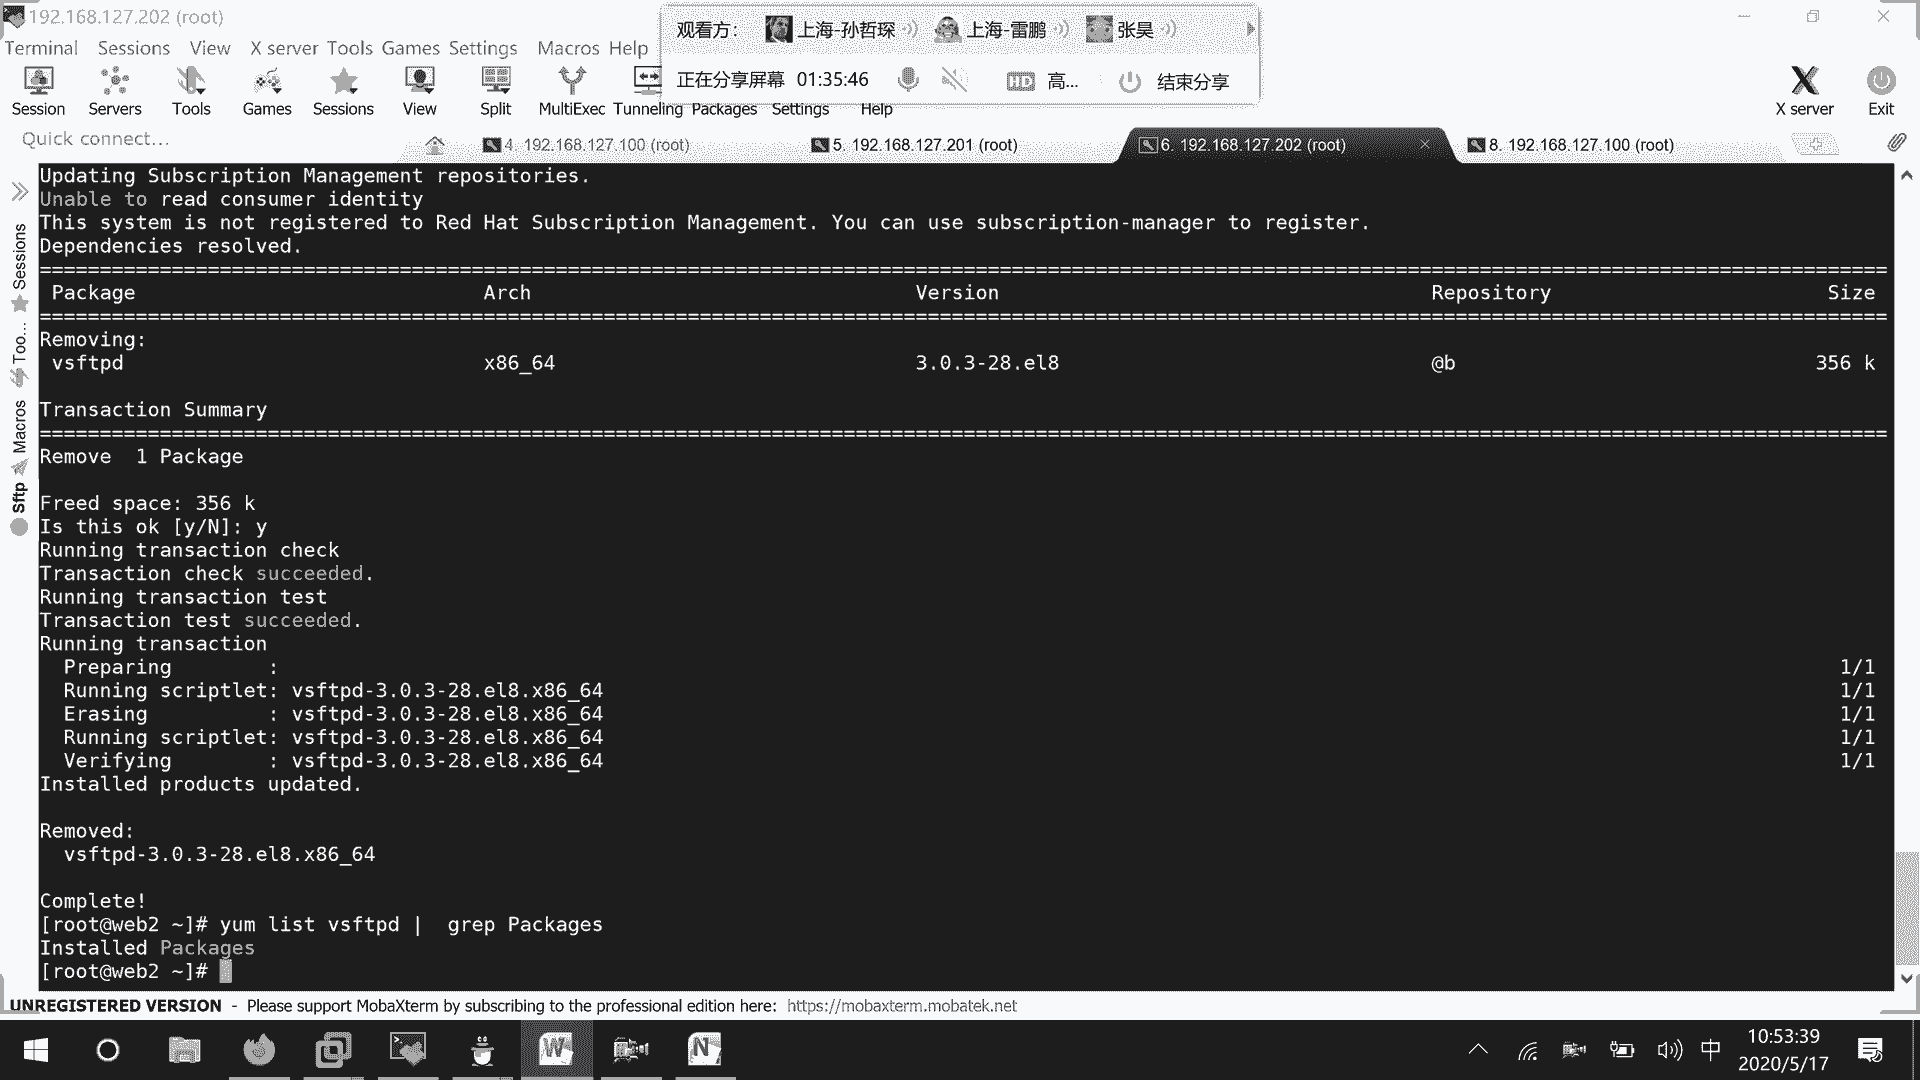 192.168.127.202 (root)
观看方： 上海-孙哲琛 上海-雷鹏 张昊
Terminal Sessions View X server Tools Games Settings Macros Help
正在分享屏幕 01:35:46 HD 高... 结束分享
Session Servers Tools Games Sessions View Split MultiExec Tunneling Packages Settings Help X server Exit
Quick connect...
4. 192.168.127.100 (root) 5. 192.168.127.201 (root) 6. 192.168.127.202 (root) 8. 192.168.127.100 (root)
Sessions
Too...
Macros
Sftp
Updating Subscription Management repositories.
Unable to read consumer identity
This system is not registered to Red Hat Subscription Management. You can use subscription-manager to register.
Dependencies resolved.
================================================================================
Package Arch Version Repository Size
================================================================================
Removing:
vsftpd x86_64 3.0.3-28.el8 @b 356 k
Transaction Summary
================================================================================
Remove  1 Package
Freed space: 356 k
Is this ok [y/N]: y
Running transaction check
Transaction check succeeded.
Running transaction test
Transaction test succeeded.
Running transaction
Preparing        : 1/1
Running scriptlet: vsftpd-3.0.3-28.el8.x86_64 1/1
Erasing          : vsftpd-3.0.3-28.el8.x86_64 1/1
Running scriptlet: vsftpd-3.0.3-28.el8.x86_64 1/1
Verifying        : vsftpd-3.0.3-28.el8.x86_64 1/1
Installed products updated.
Removed:
vsftpd-3.0.3-28.el8.x86_64
Complete!
[root@web2 ~]# yum list vsftpd |  grep Packages
Installed Packages
[root@web2 ~]#
UNREGISTERED VERSION - Please support MobaXterm by subscribing to the professional edition here: https://mobaxterm.mobatek.net
中 10:53:39
2020/5/17